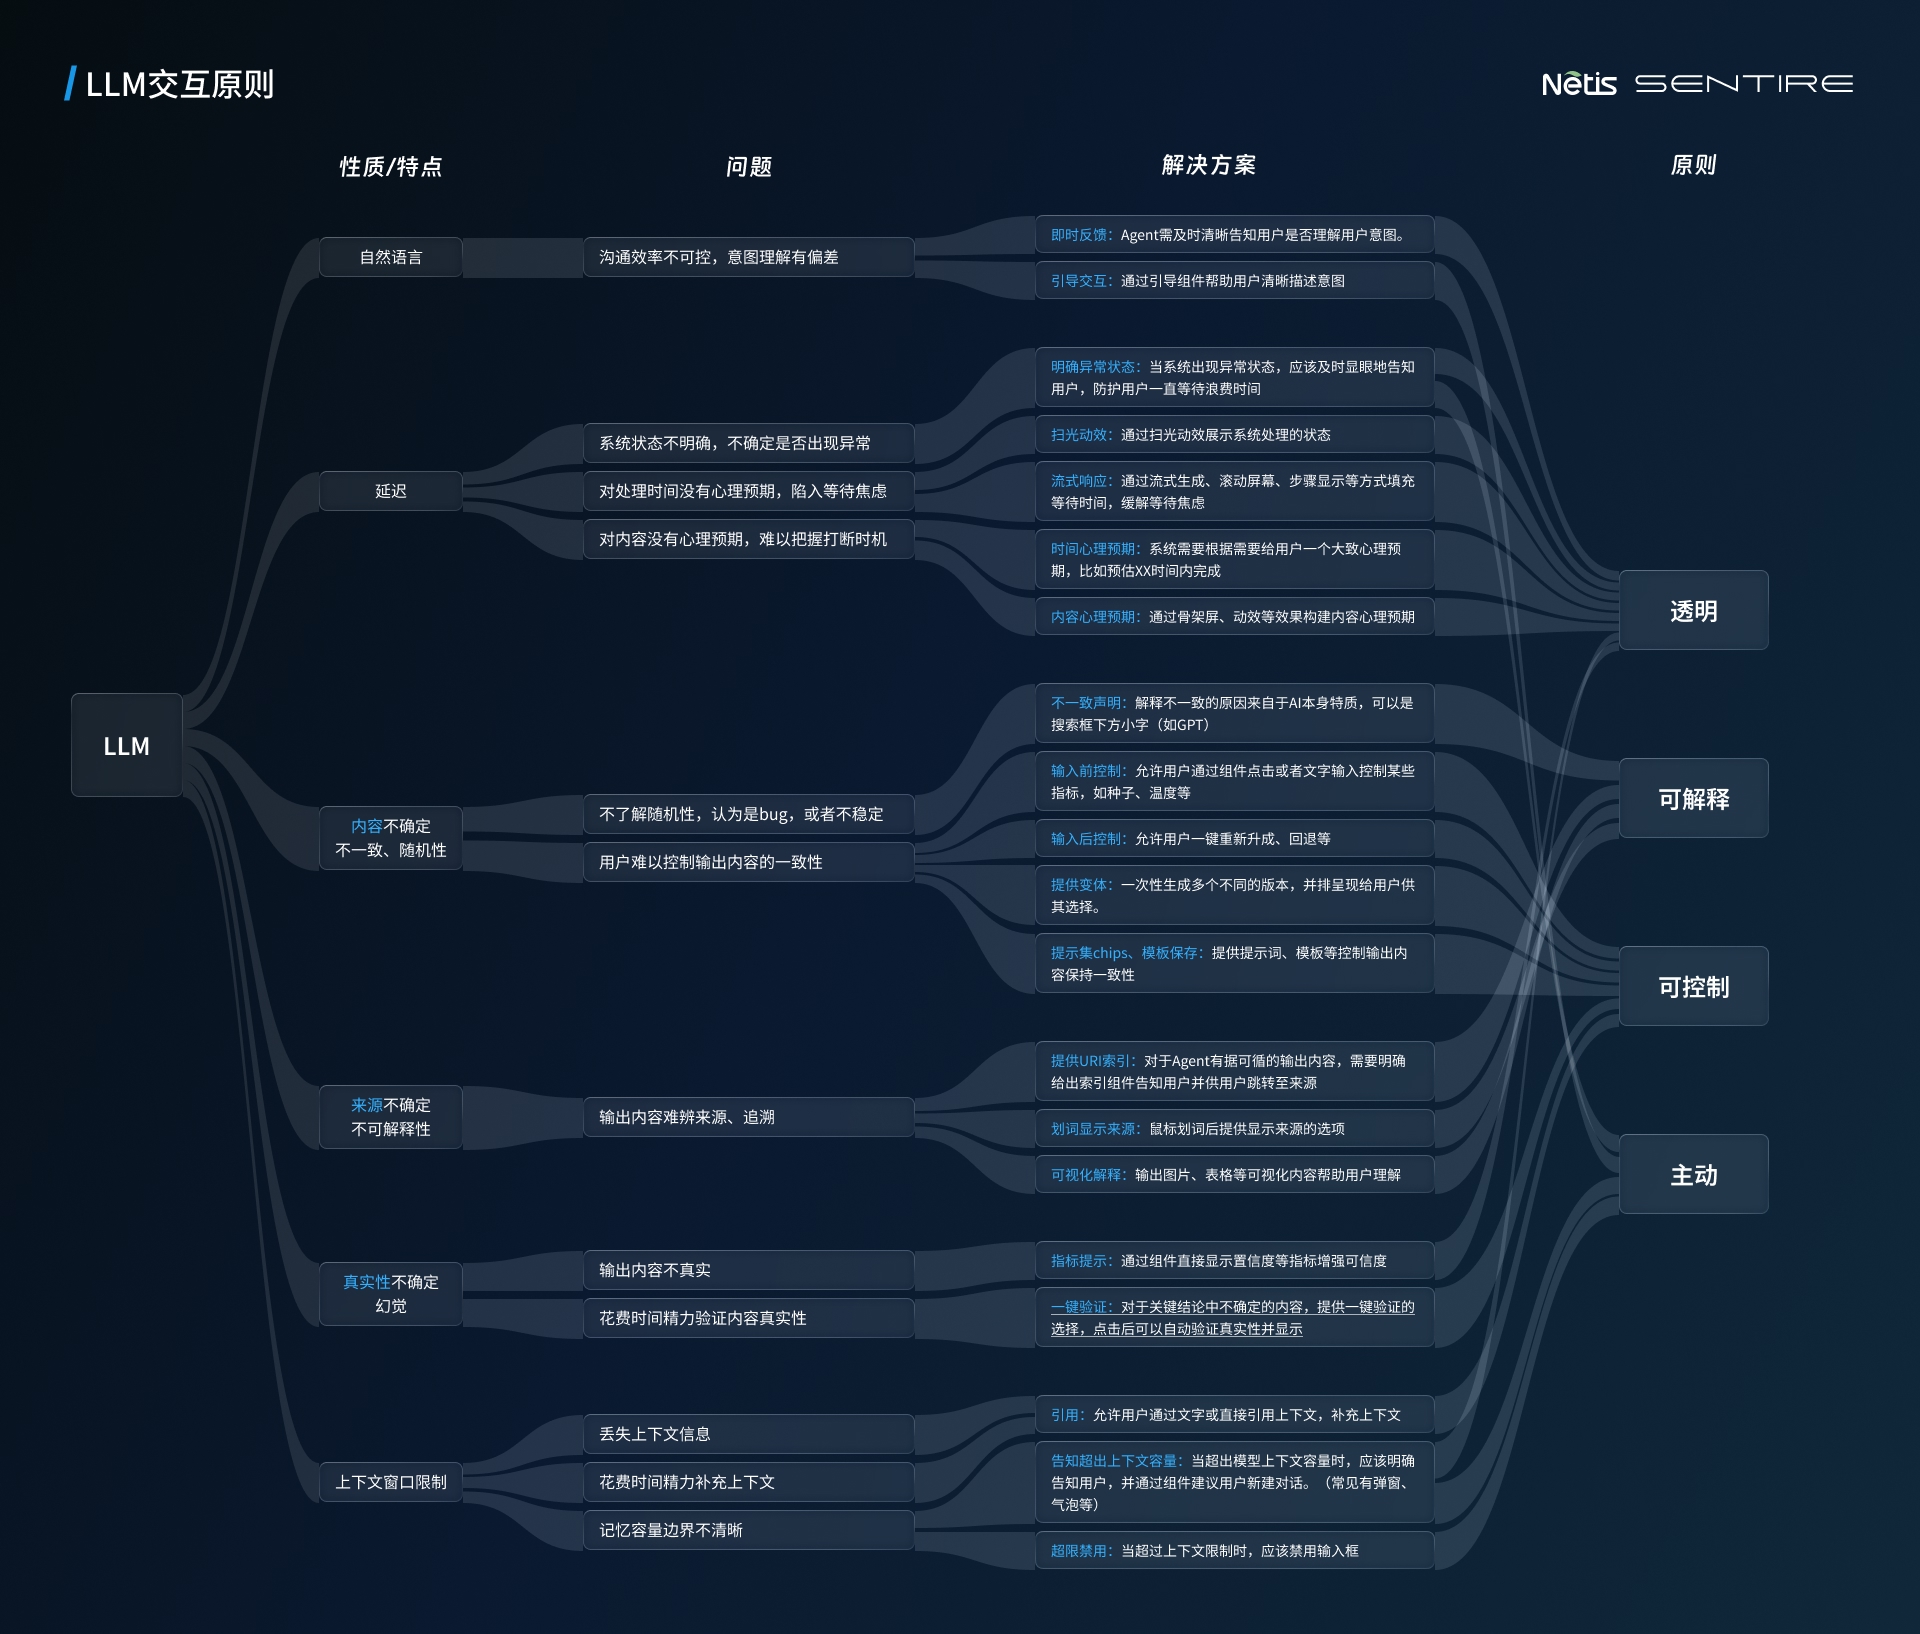 LLM交互原则
Netis SENTIRE
性质/特点
问题
解决方案
原则
LLM
自然语言
沟通效率不可控，意图理解有偏差
即时反馈：Agent需及时清晰告知用户是否理解用户意图。
引导交互：通过引导组件帮助用户清晰描述意图
延迟
系统状态不明确，不确定是否出现异常
对处理时间没有心理预期，陷入等待焦虑
对内容没有心理预期，难以把握打断时机
明确异常状态：当系统出现异常状态，应该及时显眼地告知
用户，防护用户一直等待浪费时间
扫光动效：通过扫光动效展示系统处理的状态
流式响应：通过流式生成、滚动屏幕、步骤显示等方式填充
等待时间，缓解等待焦虑
时间心理预期：系统需要根据需要给用户一个大致心理预
期，比如预估XX时间内完成
内容心理预期：通过骨架屏、动效等效果构建内容心理预期
内容不确定
不一致、随机性
不了解随机性，认为是bug，或者不稳定
用户难以控制输出内容的一致性
不一致声明：解释不一致的原因来自于AI本身特质，可以是
搜索框下方小字（如GPT）
输入前控制：允许用户通过组件点击或者文字输入控制某些
指标，如种子、温度等
输入后控制：允许用户一键重新升成、回退等
提供变体：一次性生成多个不同的版本，并排呈现给用户供
其选择。
提示集chips、模板保存：提供提示词、模板等控制输出内
容保持一致性
来源不确定
不可解释性
输出内容难辨来源、追溯
提供URI索引：对于Agent有据可循的输出内容，需要明确
给出索引组件告知用户并供用户跳转至来源
划词显示来源：鼠标划词后提供显示来源的选项
可视化解释：输出图片、表格等可视化内容帮助用户理解
真实性不确定
幻觉
输出内容不真实
花费时间精力验证内容真实性
指标提示：通过组件直接显示置信度等指标增强可信度
一键验证：对于关键结论中不确定的内容，提供一键验证的
选择，点击后可以自动验证真实性并显示
上下文窗口限制
丢失上下文信息
花费时间精力补充上下文
记忆容量边界不清晰
引用：允许用户通过文字或直接引用上下文，补充上下文
告知超出上下文容量：当超出模型上下文容量时，应该明确
告知用户，并通过组件建议用户新建对话。（常见有弹窗、
气泡等）
超限禁用：当超过上下文限制时，应该禁用输入框
透明
可解释
可控制
主动